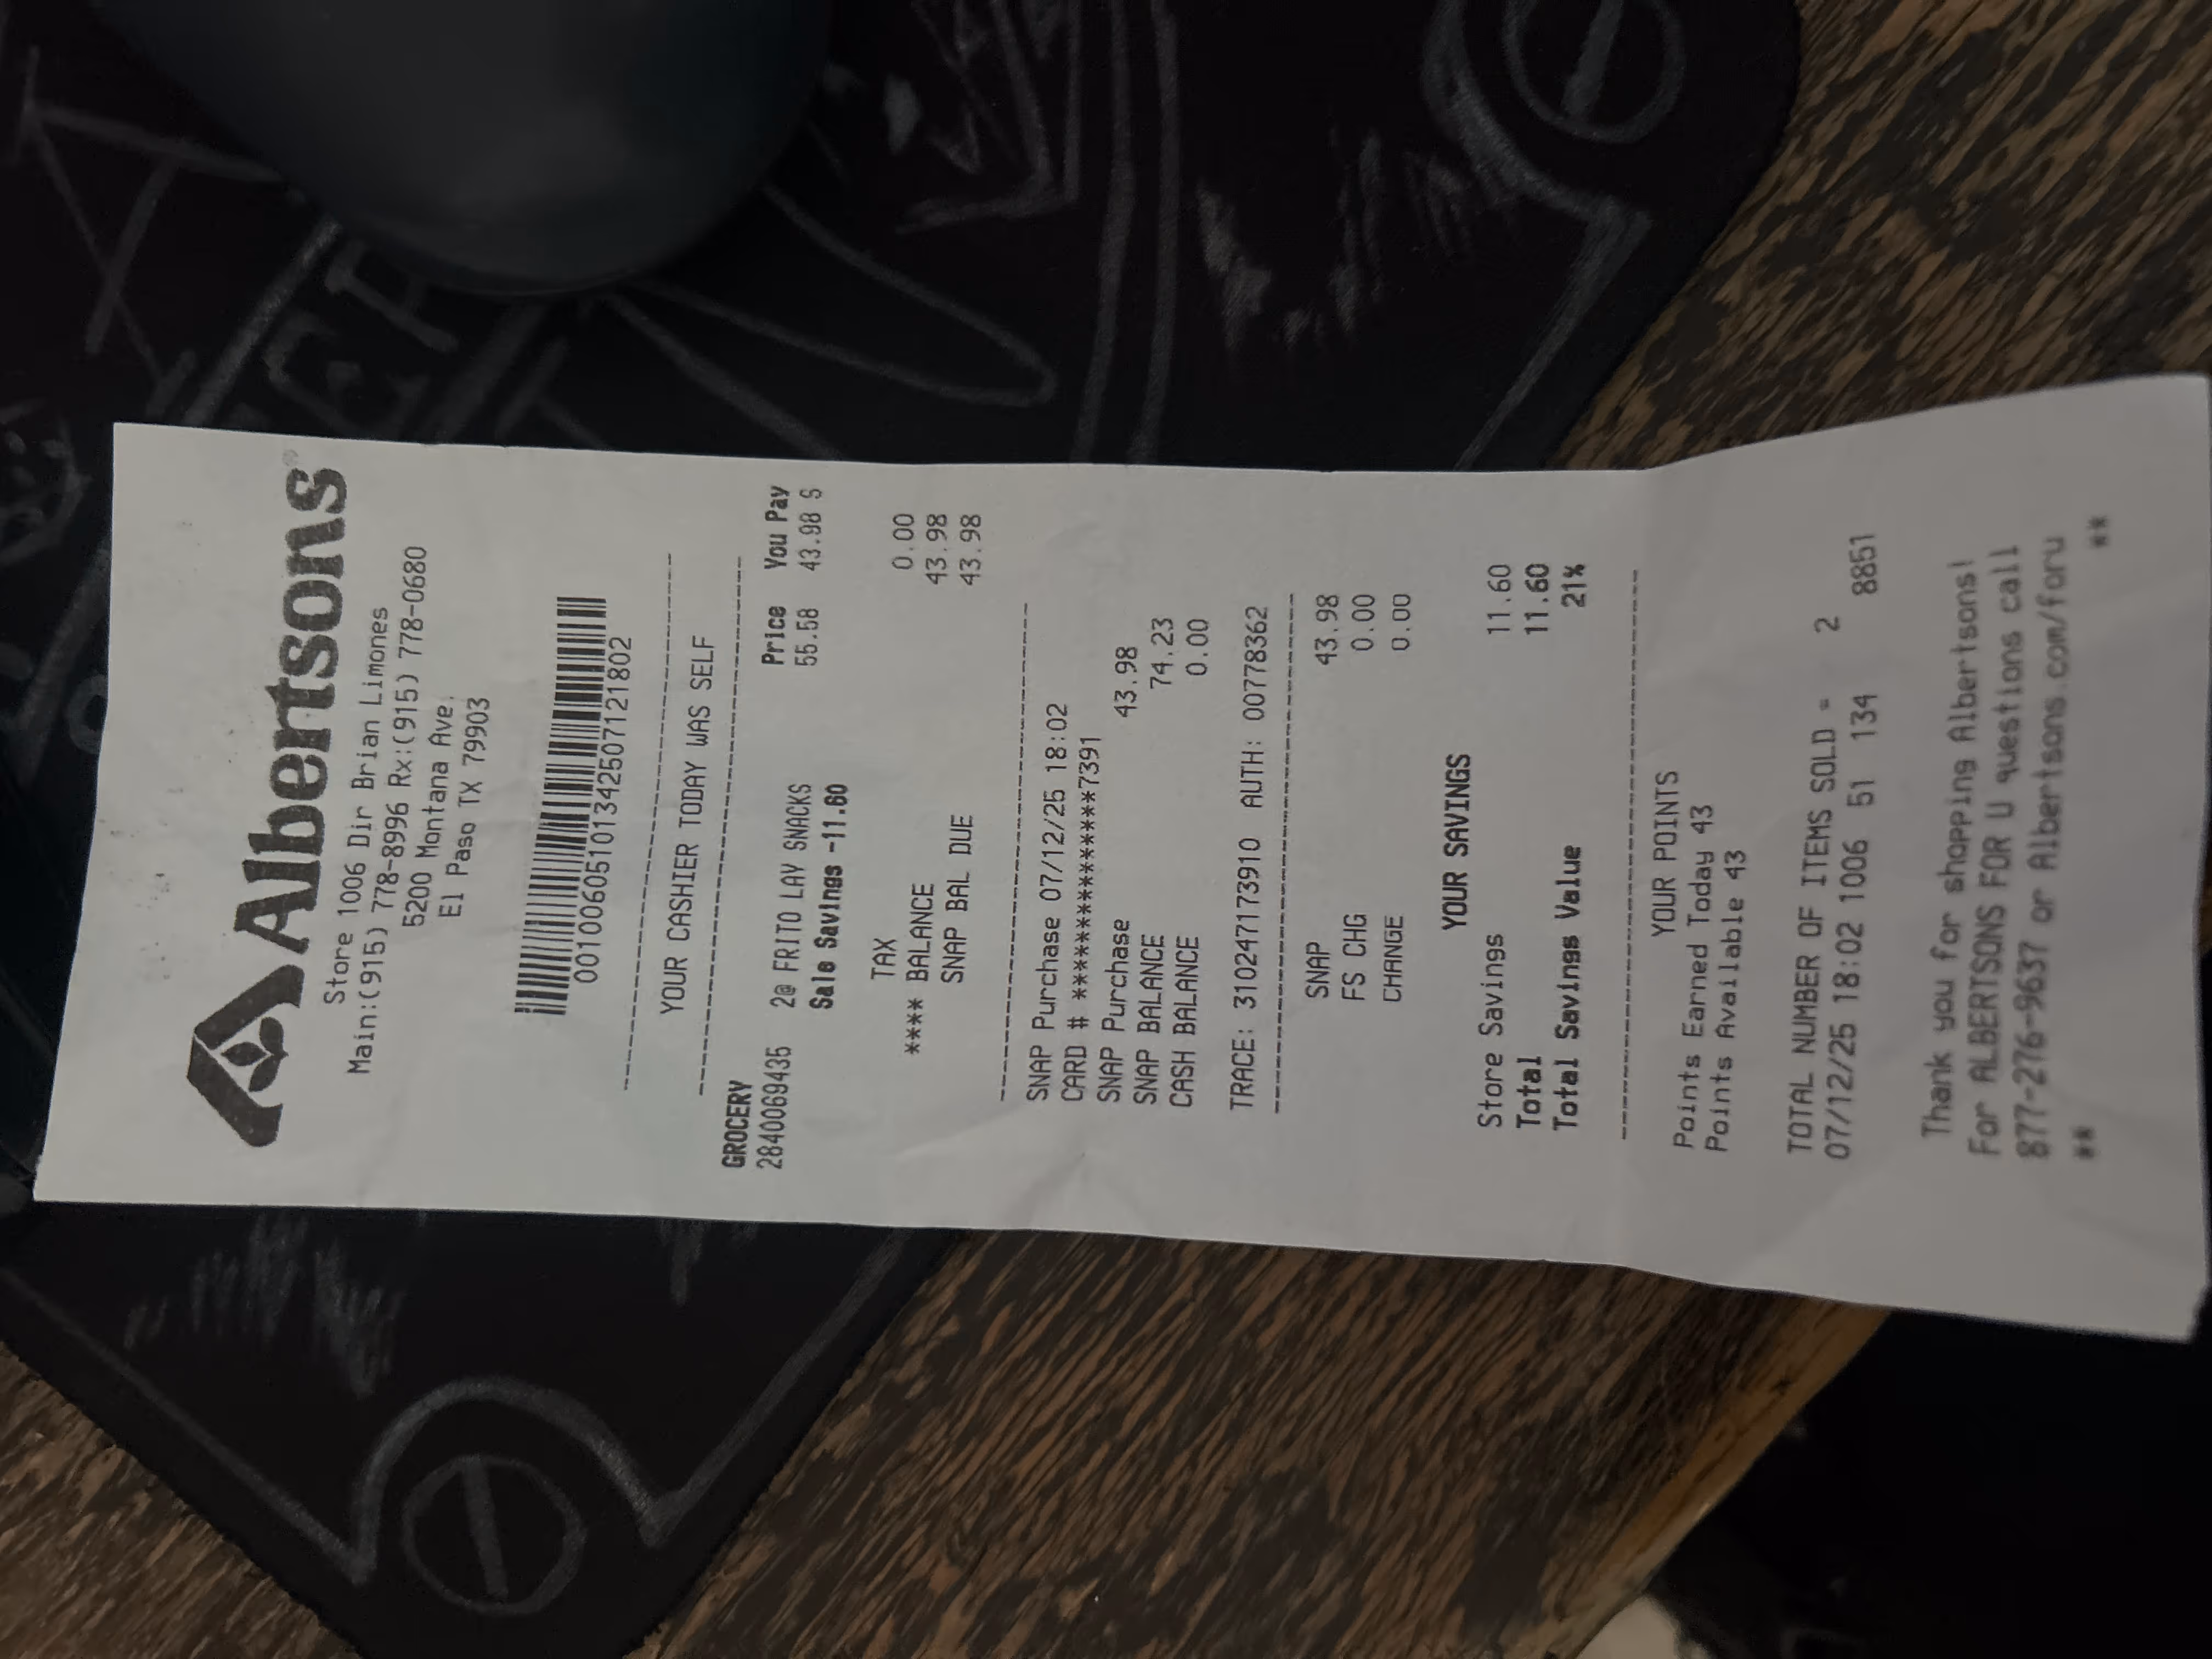 Albertsons®
Store 1006 Dir Brian Limones
Main:(915) 778-8996 Rx:(915) 778-0680
5200 Montana Ave.
El Paso TX 79903
00100605101342507121802
YOUR CASHIER TODAY WAS SELF
Price You Pay
GROCERY
2840069435 2@ FRITO LAY SNACKS 55.58 43.98 S
Sale Savings -11.60
TAX 0.00
**** BALANCE 43.98
SNAP BAL DUE 43.98
SNAP Purchase 07/12/25 18:02
CARD # ***************7391
SNAP Purchase 43.98
SNAP BALANCE 74.23
CASH BALANCE 0.00
TRACE: 31024717391​0 AUTH: 00778362
SNAP 43.98
FS CHG 0.00
CHANGE 0.00
YOUR SAVINGS
Store Savings 11.60
Total 11.60
Total Savings Value 21%
YOUR POINTS
Points Earned Today 43
Points Available 43
TOTAL NUMBER OF ITEMS SOLD = 2
07/12/25 18:02 1006 51 134 8851
Thank you for shopping Albertsons!
For ALBERTSONS FOR U questions call
877-276-9637 or Albertsons.com/foru
** **